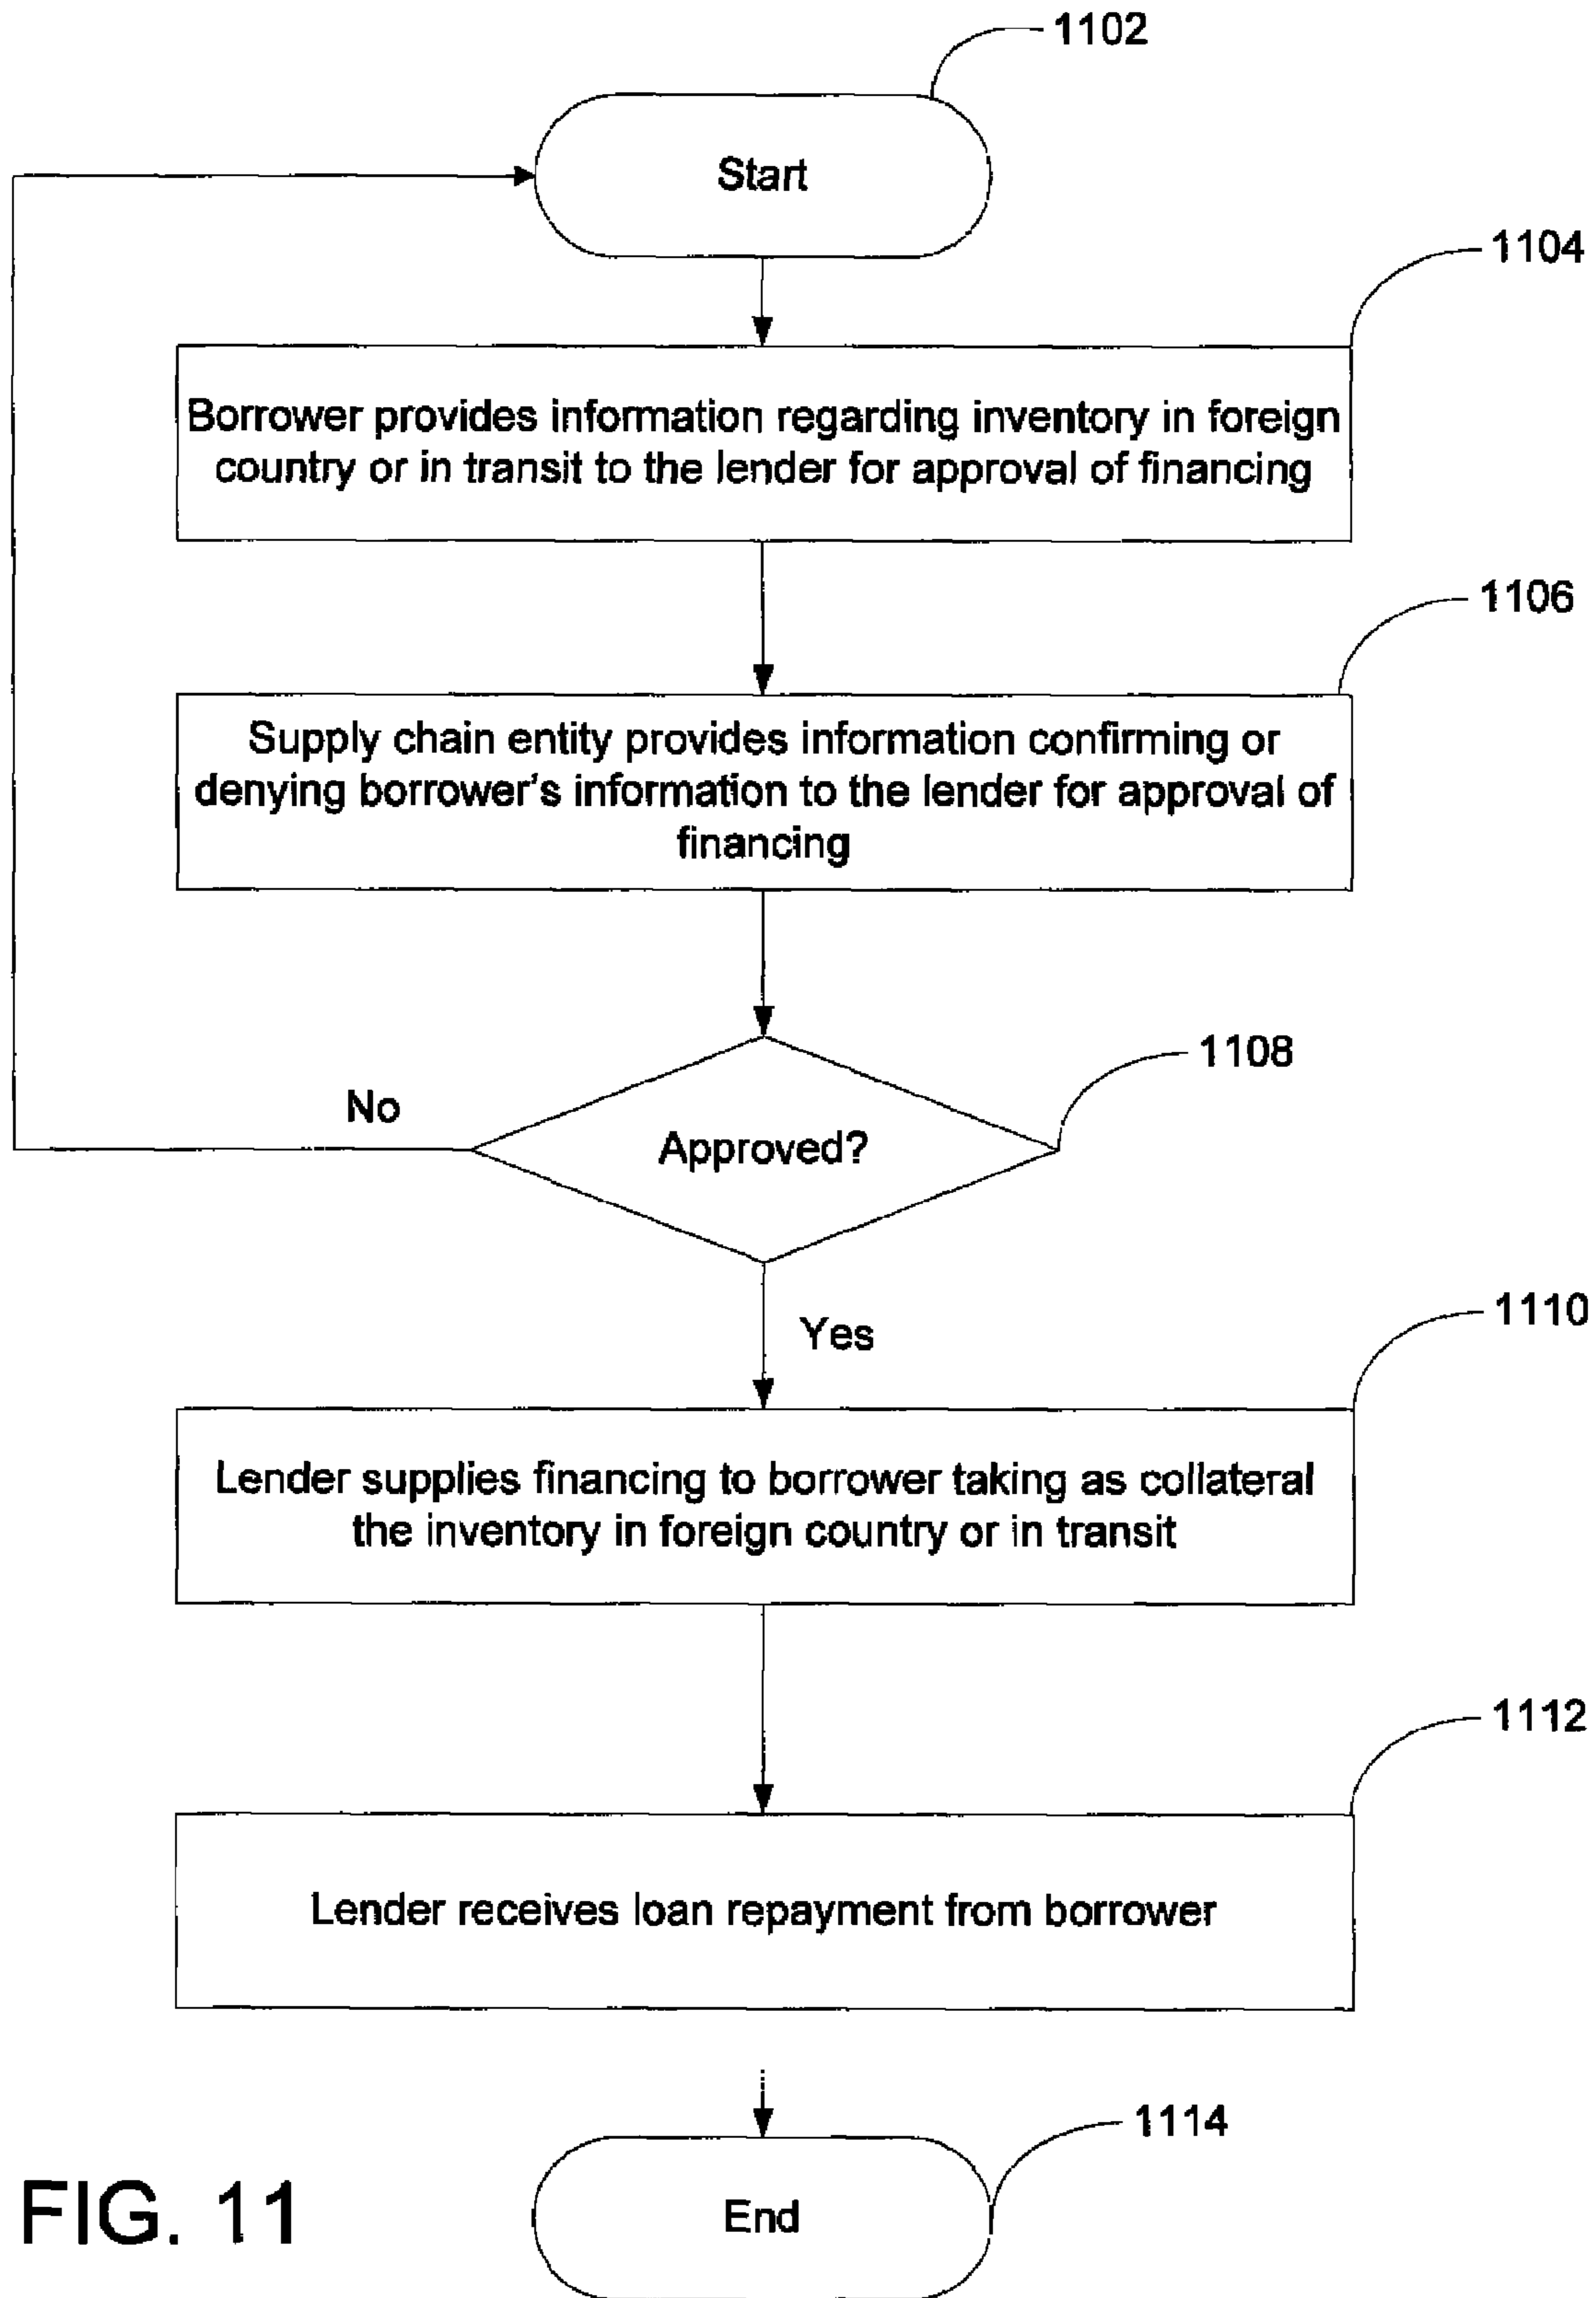 1102
Start
1104
Borrower provides information regarding inventory in foreign
country or in transit to the lender for approval of financing
1106
Supply chain entity provides information confirming or
denying borrower's information to the lender for approval of
financing
1108
No
Approved?
Yes
1110
Lender supplies financing to borrower taking as collateral
the inventory in foreign country or in transit
1112
Lender receives loan repayment from borrower
1114
End
FIG. 11